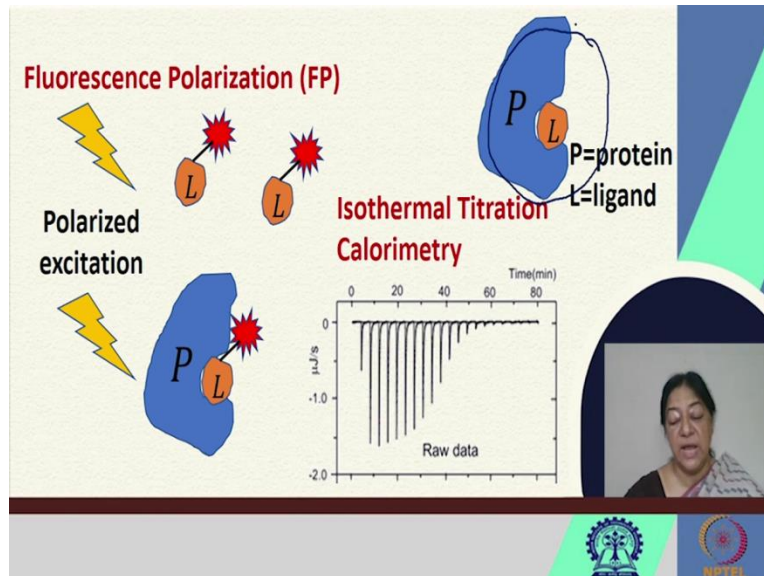 Fluorescence Polarization (FP)
L
L
Polarized
excitation
P
L
P
L
P=protein
L=ligand
Isothermal Titration
Calorimetry
Time(min)
0 20 40 60 80
0
-1.0
-2.0
μJ/s
Raw data
NPTEL